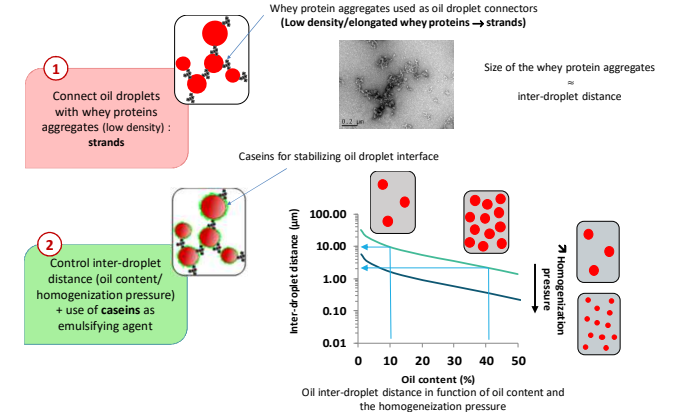 Whey protein aggregates used as oil droplet connectors
(Low density/elongated whey proteins → strands)
1
Connect oil droplets
with whey proteins
aggregates (low density) :
strands
0.2 µm
Size of the whey protein aggregates
≈
inter-droplet distance
Caseins for stabilizing oil droplet interface
2
Control inter-droplet
distance (oil content/
homogenization pressure)
+ use of caseins as
emulsifying agent
Inter-droplet distance (µm)
100.00
10.00
1.00
0.10
0.01
0 10 20 30 40 50
Oil content (%)
↗ Homogenization
pressure
Oil inter-droplet distance in function of oil content and
the homogeneization pressure